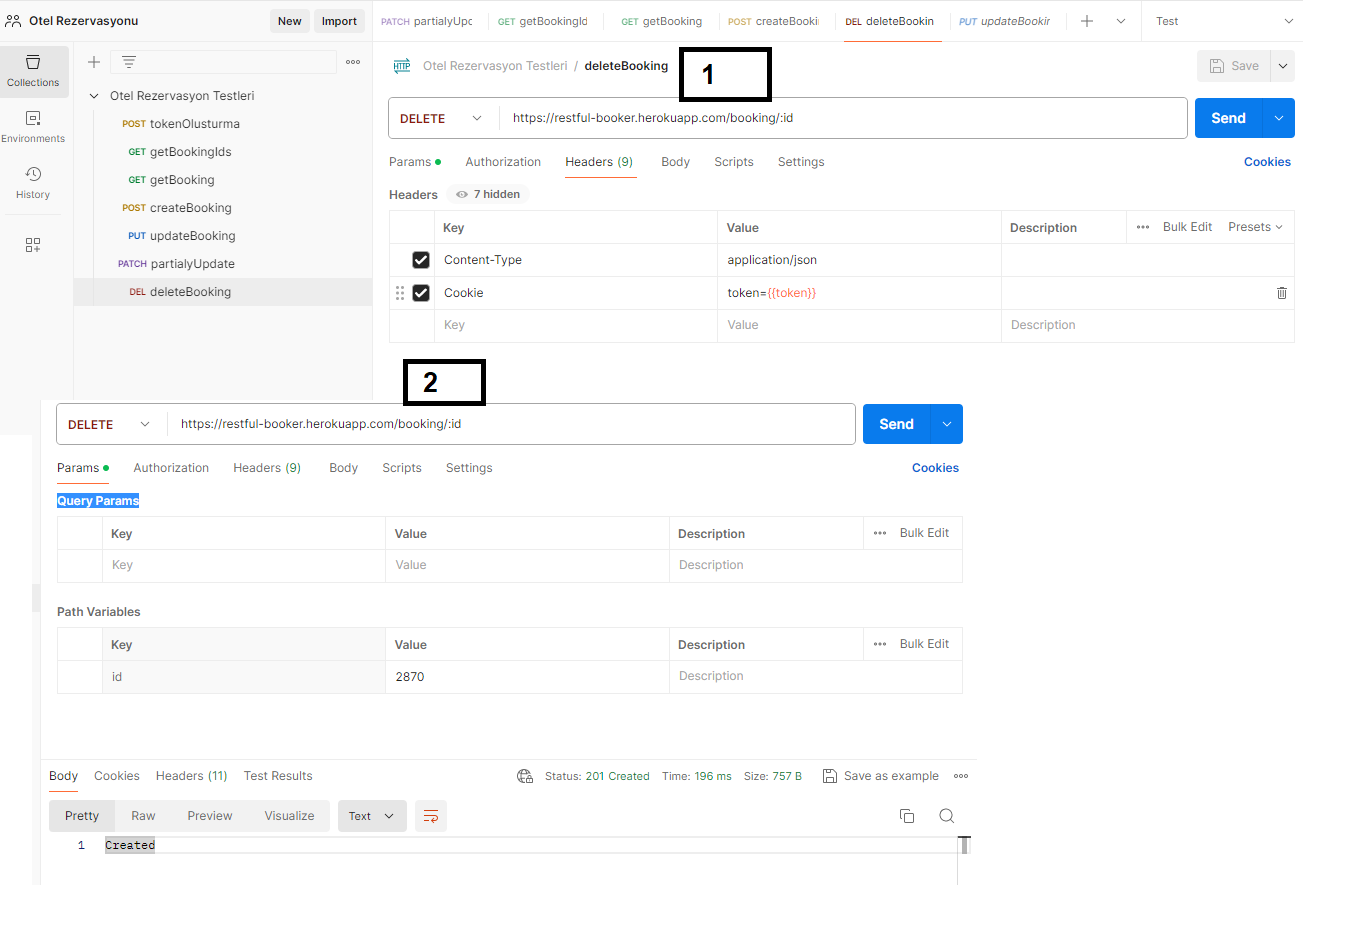 Otel Rezervasyonu New Import PATCH partialyUpc GET getBookingId GET getBooking POST createBooki DEL deleteBookin PUT updateBookir Test
Collections
Environments
History
Otel Rezervasyon Testleri
POST tokenOlusturma
GET getBookingIds
GET getBooking
POST createBooking
PUT updateBooking
PATCH partialyUpdate
DEL deleteBooking
HTTP Otel Rezervasyon Testleri / deleteBooking 1 Save
DELETE https://restful-booker.herokuapp.com/booking/:id Send
Params Authorization Headers (9) Body Scripts Settings Cookies
Headers 7 hidden
Key Value Description Bulk Edit Presets
Content-Type application/json
Cookie token={{token}}
Key Value Description
2
DELETE https://restful-booker.herokuapp.com/booking/:id Send
Params Authorization Headers (9) Body Scripts Settings Cookies
Query Params
Key Value Description Bulk Edit
Key Value Description
Path Variables
Key Value Description Bulk Edit
id 2870 Description
Body Cookies Headers (11) Test Results Status: 201 Created Time: 196 ms Size: 757 B Save as example
Pretty Raw Preview Visualize Text
1 Created